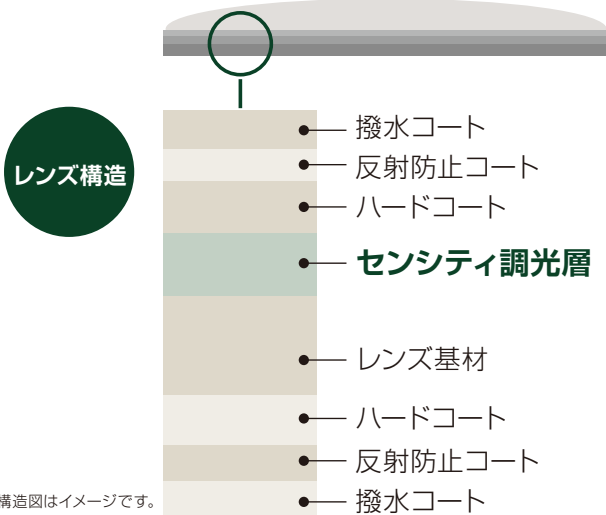 レンズ構造
撥水コート
反射防止コート
ハードコート
センシティ調光層
レンズ基材
ハードコート
反射防止コート
撥水コート
構造図はイメージです。